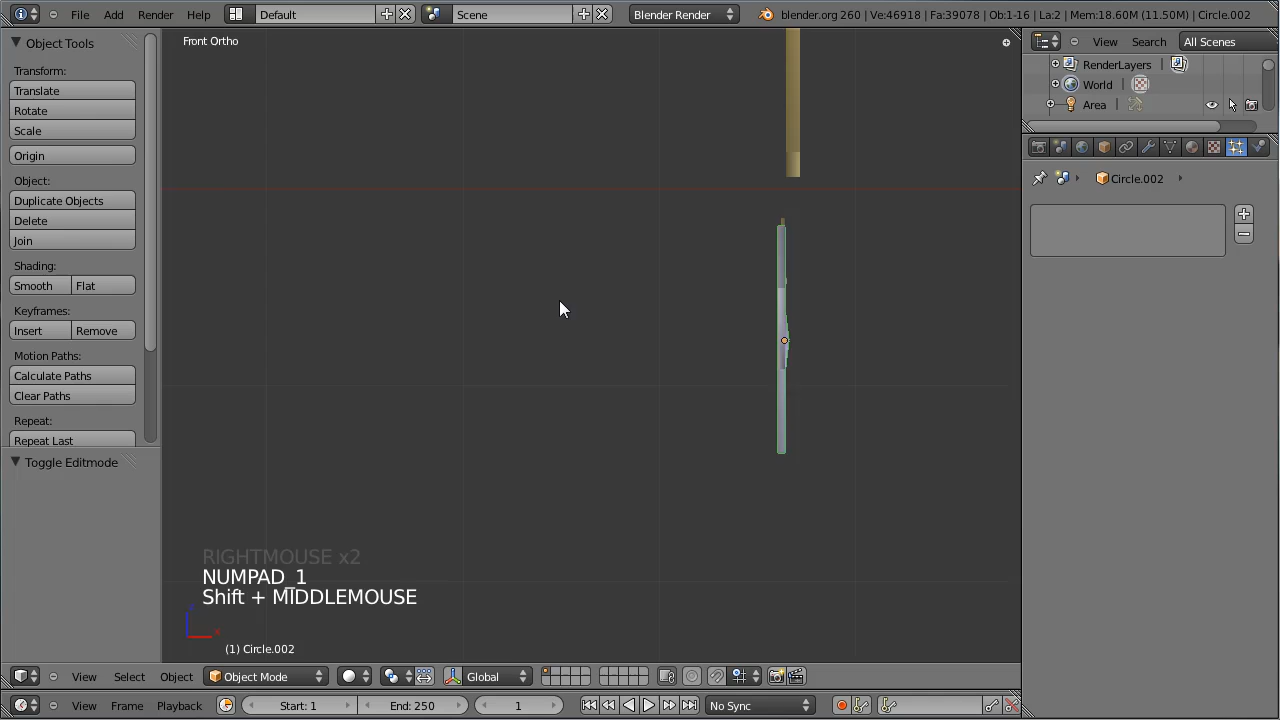 File Add Render Help Default Scene Blender Render blender.org 260 | Ve:46918 | Fa:39078 | Ob:1-16 | La:2 | Mem:18.60M (11.50M) | Circle.002
Object Tools
Transform:
Translate
Rotate
Scale
Origin
Object:
Duplicate Objects
Delete
Join
Shading:
Smooth Flat
Keyframes:
Insert Remove
Motion Paths:
Calculate Paths
Clear Paths
Repeat:
Repeat Last
Toggle Editmode
Front Ortho
RIGHTMOUSE x2
NUMPAD_1
Shift + MIDDLEMOUSE
x
(1) Circle.002
View Select Object Object Mode Global
View Frame Playback Start: End: 250 1 No Sync
View Search All Scenes
RenderLayers
World
Area
Circle.002